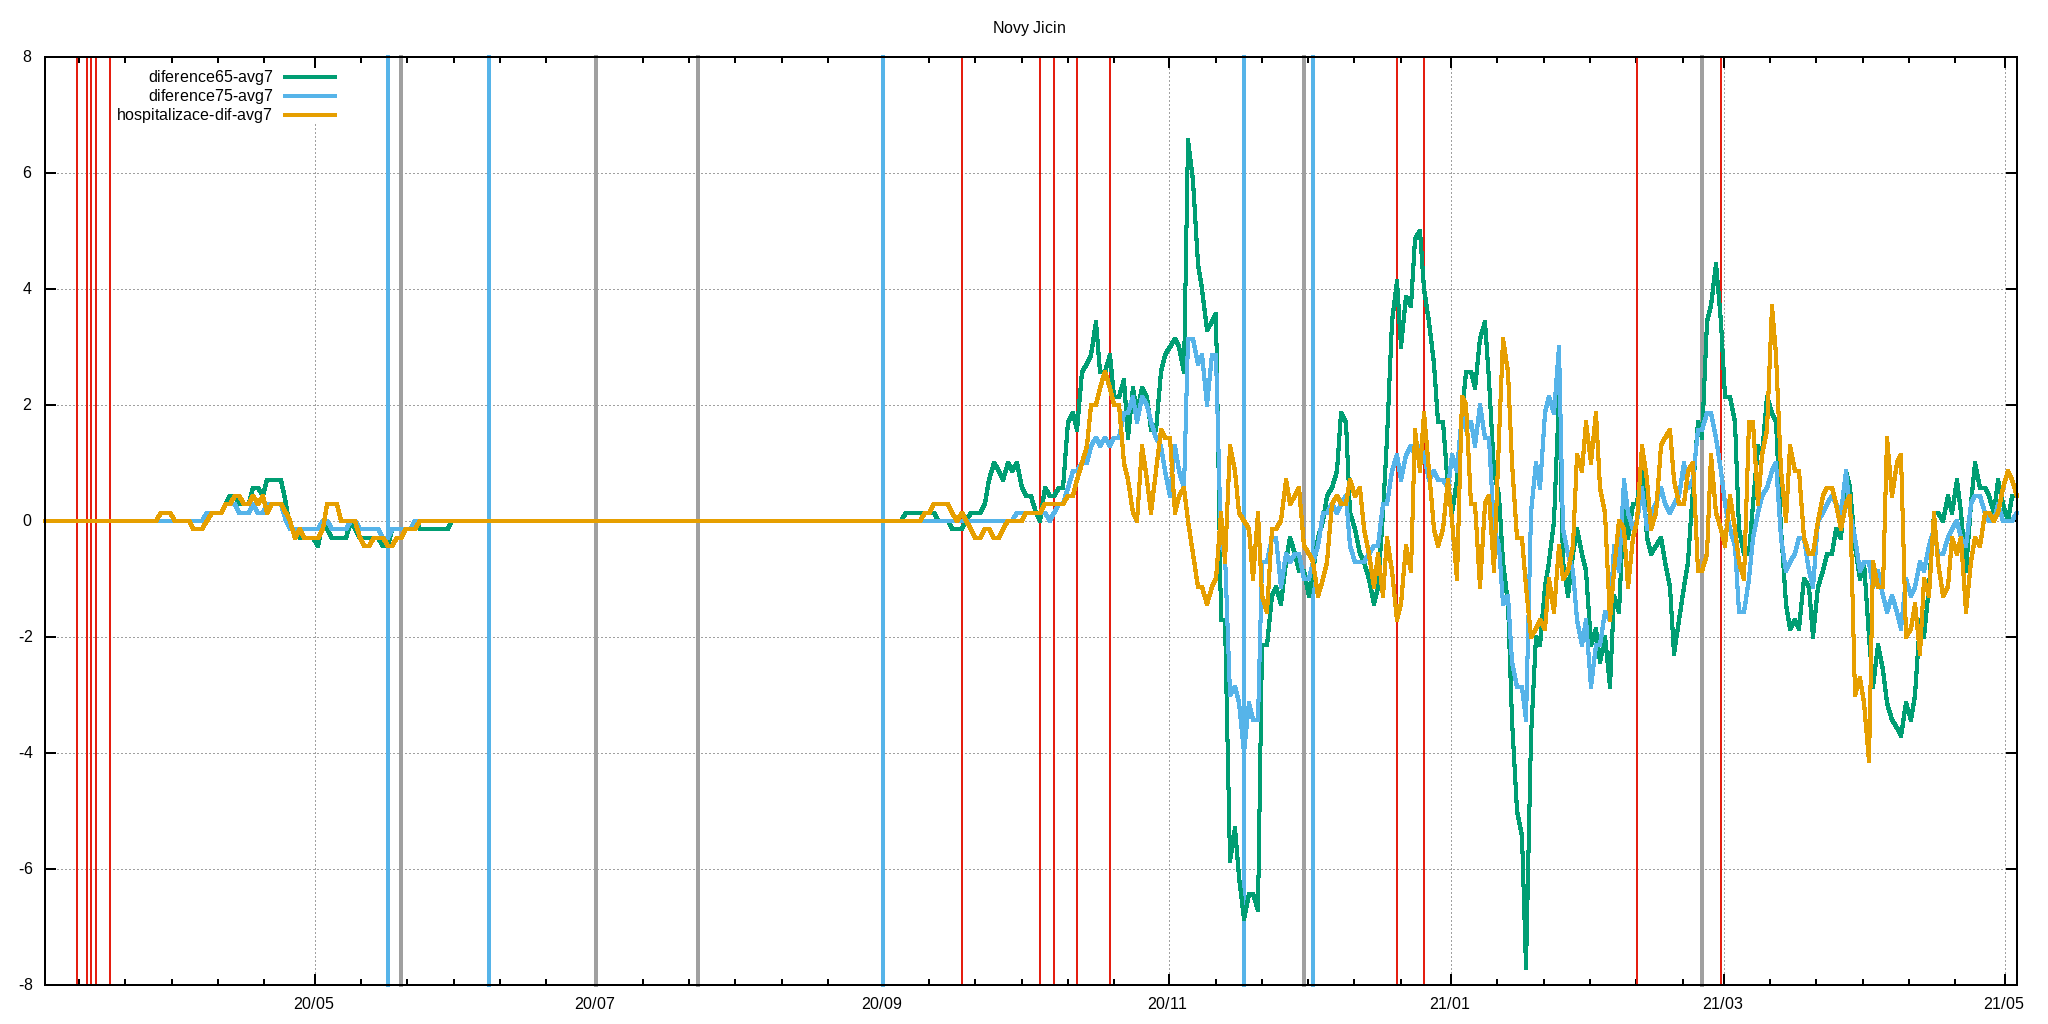 Novy Jicin
diference65-avg7
diference75-avg7
hospitalizace-dif-avg7
8
6
4
2
0
-2
-4
-6
-8
20/05 20/07 20/09 20/11 21/01 21/03 21/05